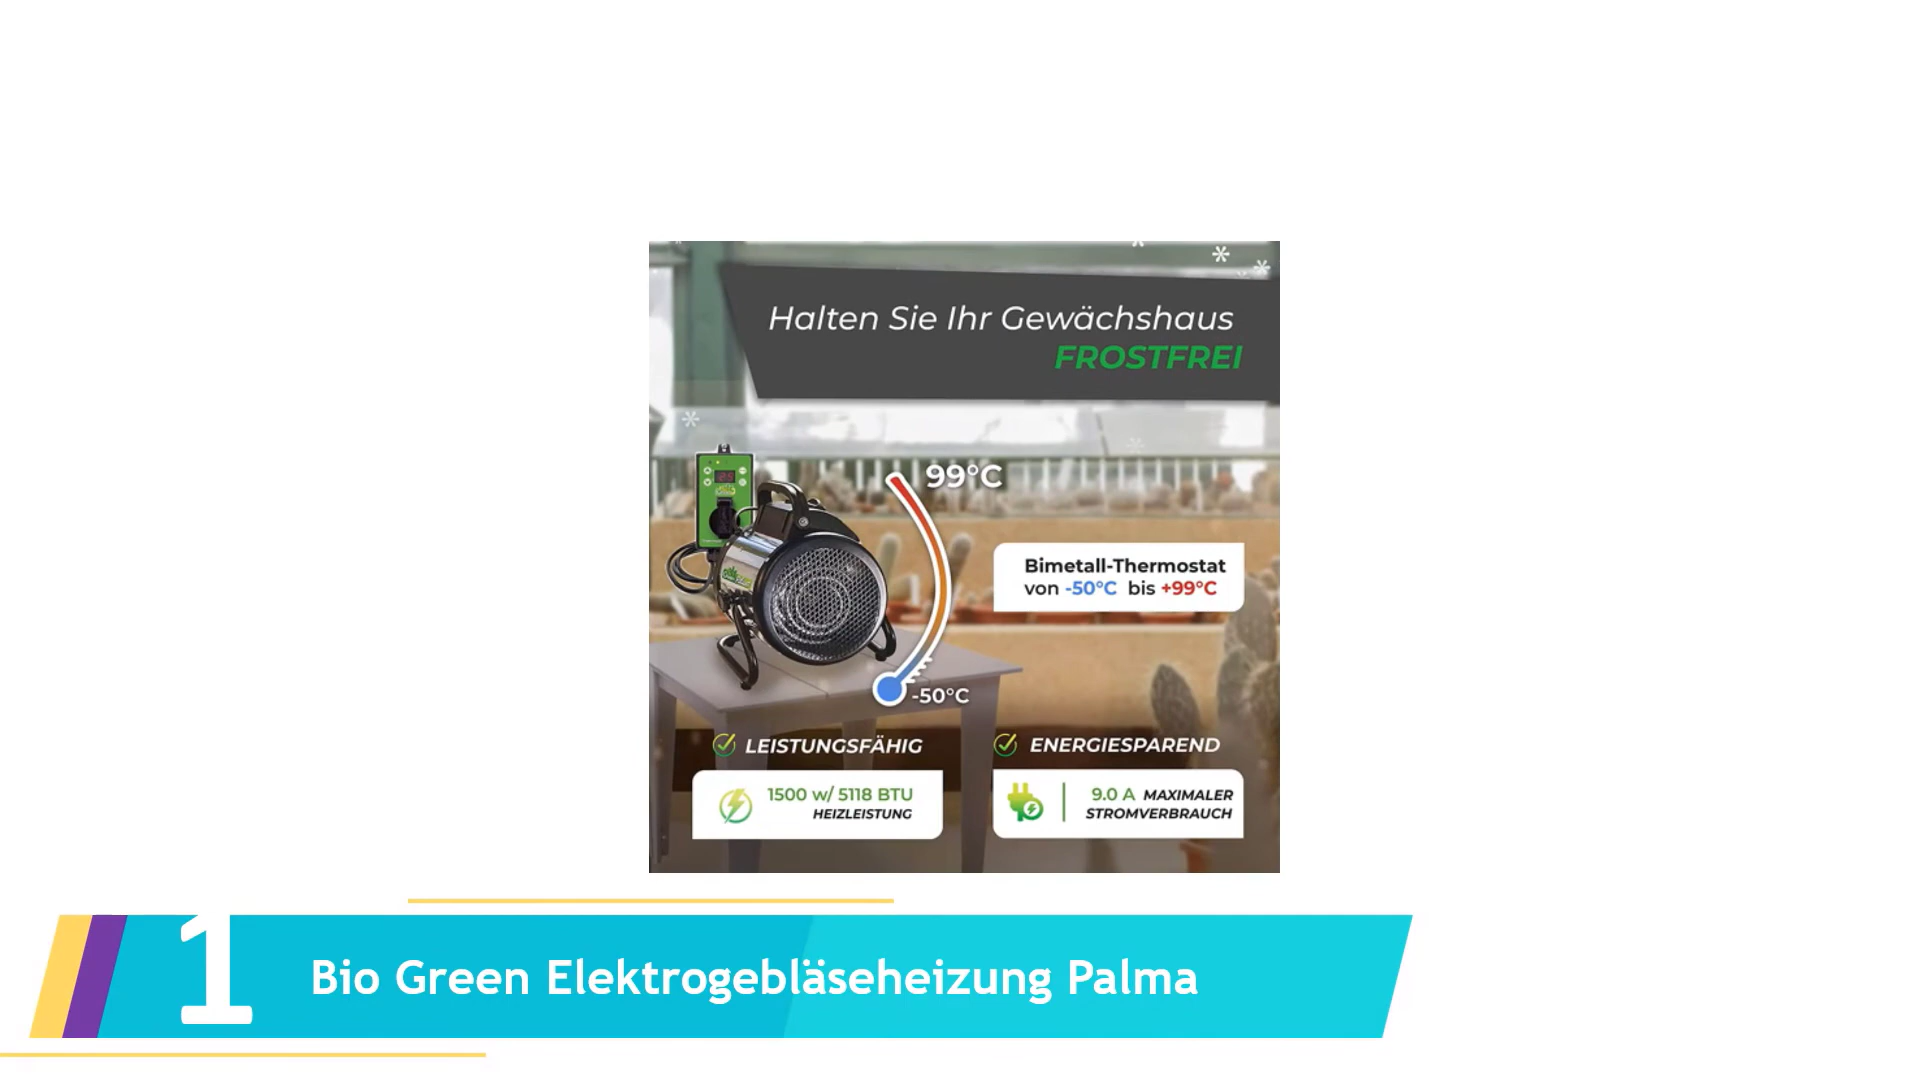 Halten Sie Ihr Gewächshaus
FROSTFREI
99°C
Bimetall-Thermostat
von -50°C bis +99°C
-50°C
LEISTUNGSFÄHIG
ENERGIESPAREND
1500 w/ 5118 BTU
HEIZLEISTUNG
9.0 A MAXIMALER
STROMVERBRAUCH
1
Bio Green Elektrogebläseheizung Palma